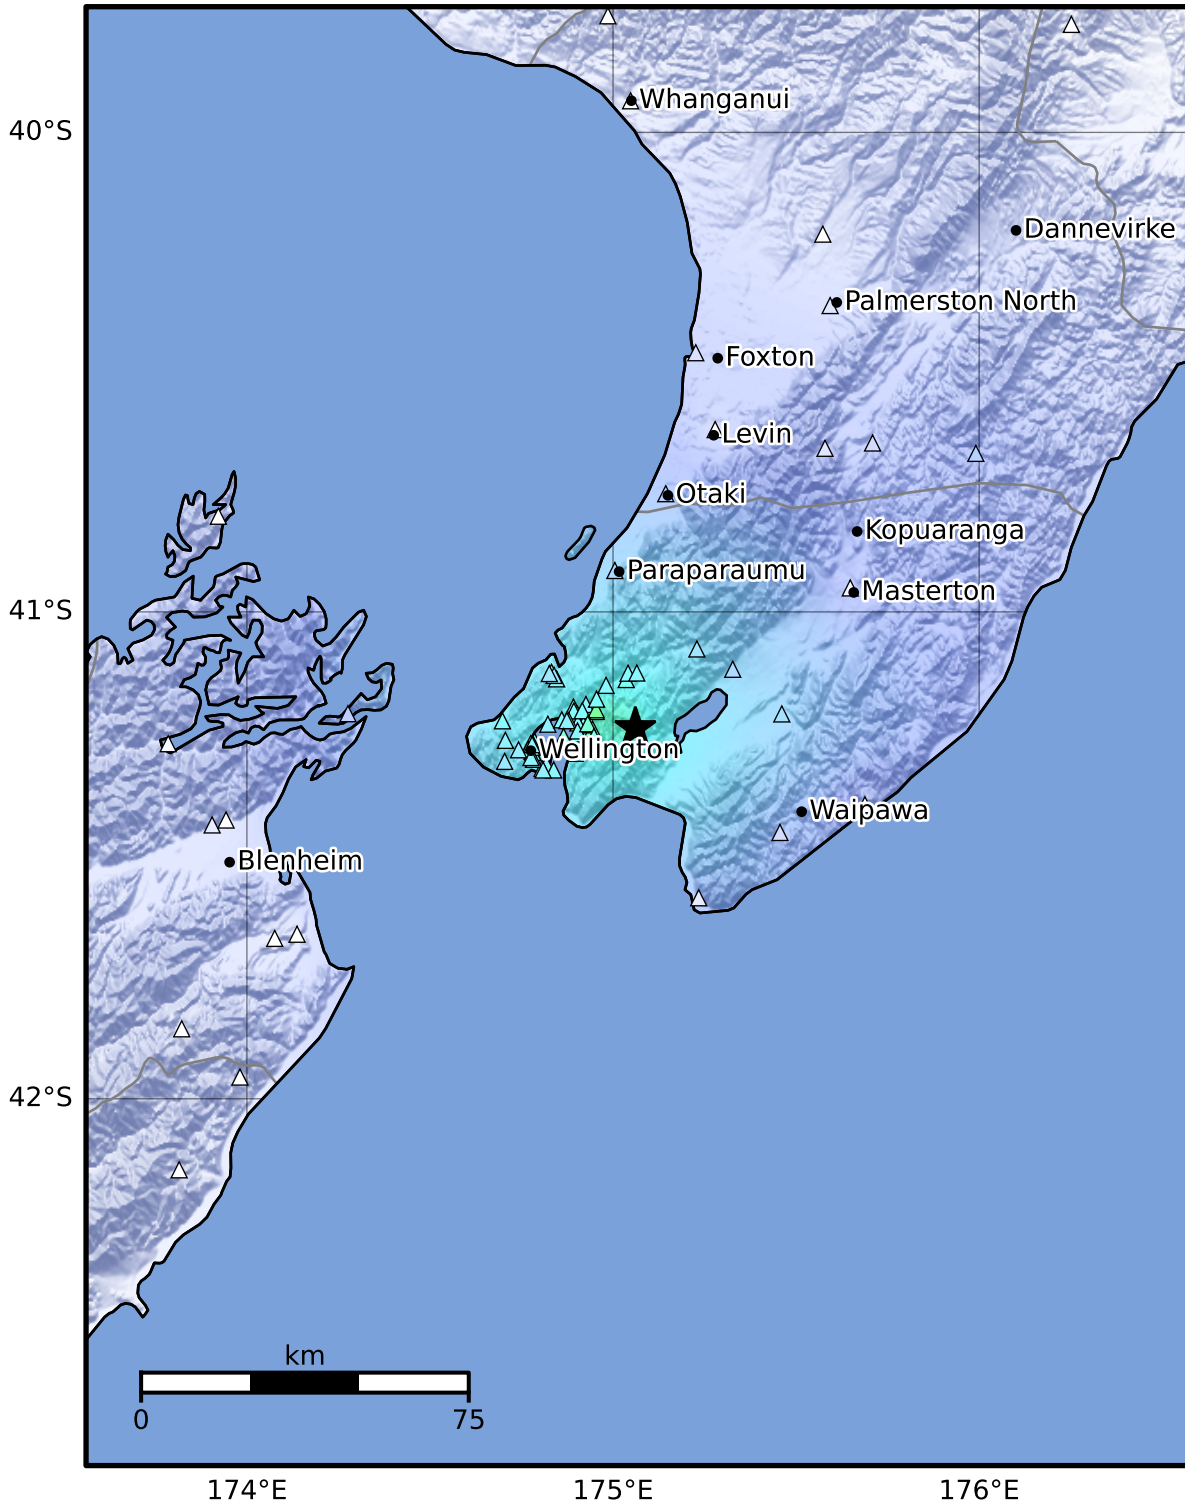 Whanganui
40°S
Dannevirke
Palmerston North
Foxton
Levin
Otaki
Kopuaranga
Paraparaumu
Masterton
41°S
Wellington
Waipawa
Blenheim
42°S
km
0 75
174°E 175°E 176°E